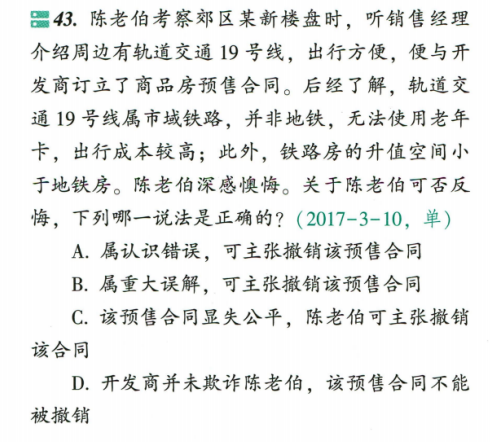 43. 陈老伯考察郊区某新楼盘时，听销售经理
介绍周边有轨道交通 19 号线，出行方便，便与开
发商订立了商品房预售合同。后经了解，轨道交
通 19 号线属市域铁路，并非地铁，无法使用老年
卡，出行成本较高；此外，铁路房的升值空间小
于地铁房。陈老伯深感懊悔。关于陈老伯可否反
悔，下列哪一说法是正确的？（2017-3-10，单）
A. 属认识错误，可主张撤销该预售合同
B. 属重大误解，可主张撤销该预售合同
C. 该预售合同显失公平，陈老伯可主张撤销
该合同
D. 开发商并未欺诈陈老伯，该预售合同不能
被撤销